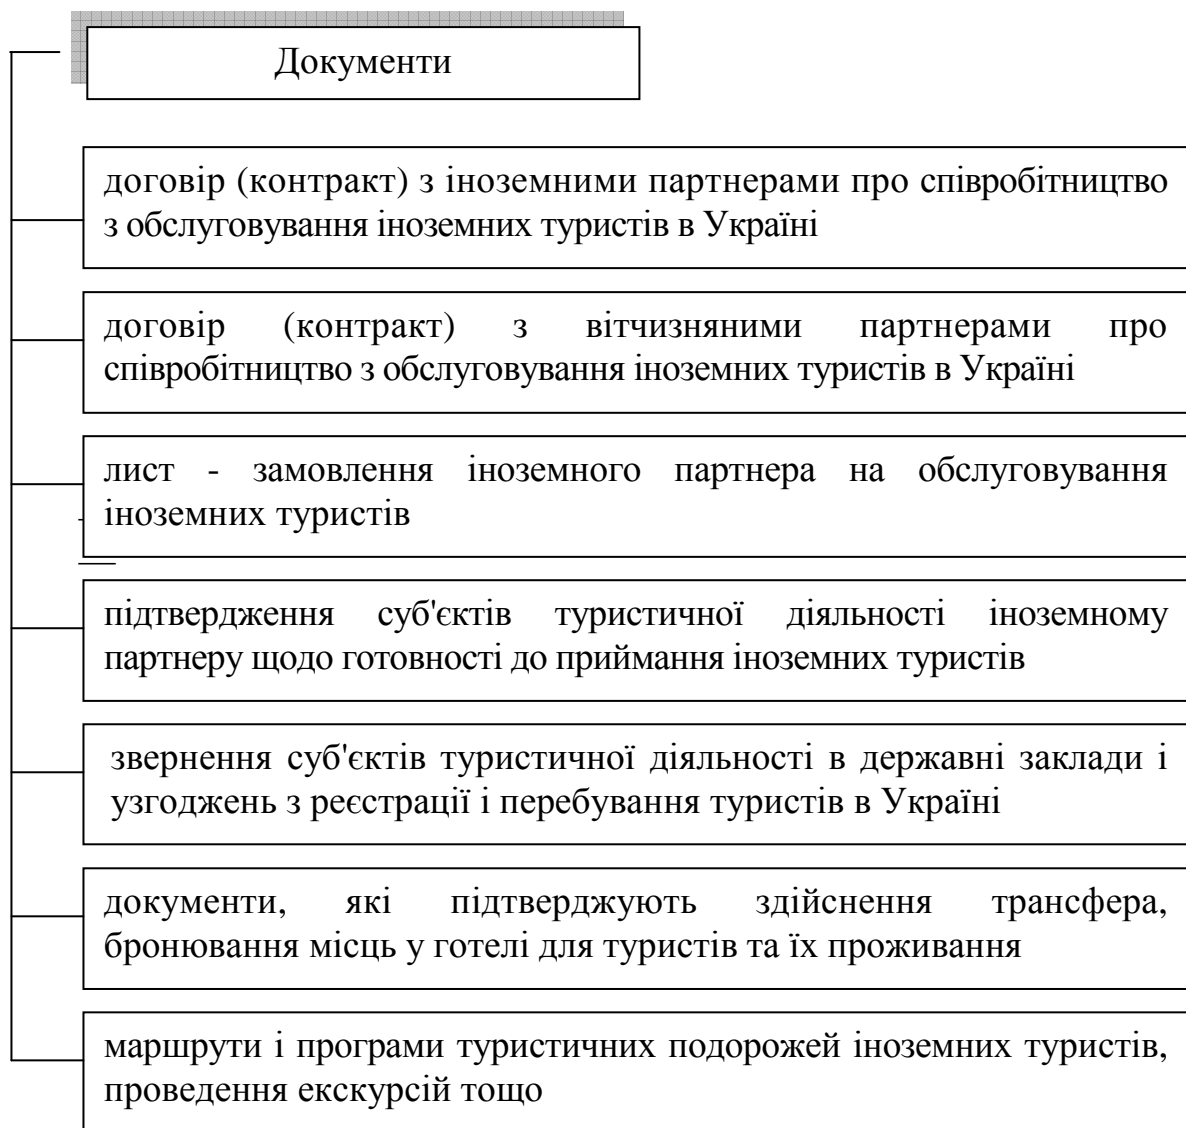 Документи
договір (контракт) з іноземними партнерами про співробітництво
з обслуговування іноземних туристів в Україні
договір (контракт) з вітчизняними партнерами про
співробітництво з обслуговування іноземних туристів в Україні
лист - замовлення іноземного партнера на обслуговування
іноземних туристів
підтвердження суб'єктів туристичної діяльності іноземному
партнеру щодо готовності до приймання іноземних туристів
звернення суб'єктів туристичної діяльності в державні заклади і
узгоджень з реєстрації і перебування туристів в Україні
документи, які підтверджують здійснення трансфера,
бронювання місць у готелі для туристів та їх проживання
маршрути і програми туристичних подорожей іноземних туристів,
проведення екскурсій тощо